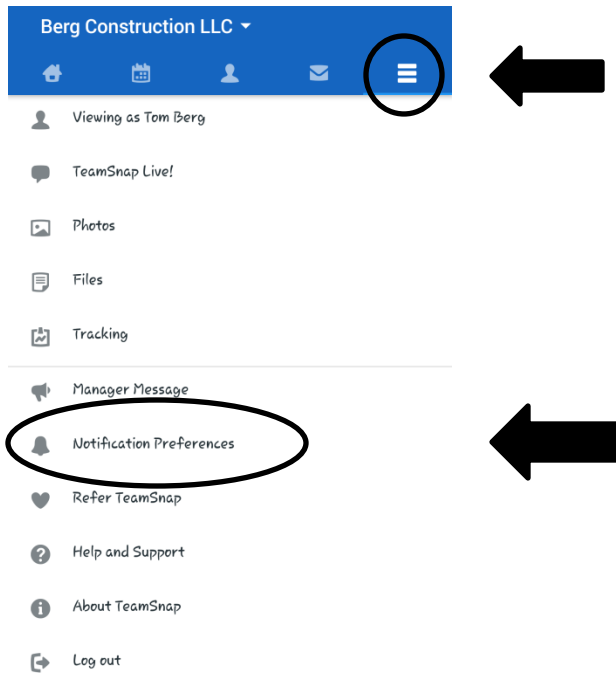 Berg Construction LLC
Viewing as Tom Berg
TeamSnap Live!
Photos
Files
Tracking
Manager Message
Notification Preferences
Refer TeamSnap
Help and Support
About TeamSnap
Log out